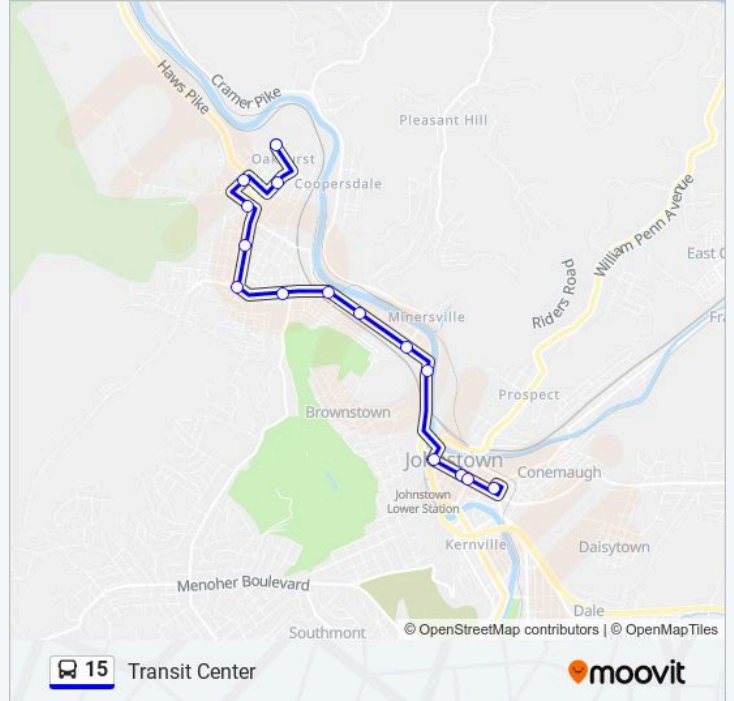 Haws Pike
Cramer Pike
Pleasant Hill
Oakhurst
Coopersdale
William Penn Avenue
East C
Riders Road
Minersville
Fra
Prospect
Brownstown
Johnstown
Conemaugh
Johnstown
Lower Station
Kernville
Daisytown
Menoher Boulevard
Dale
Southmont
© OpenStreetMap contributors | © OpenMapTiles
15 Transit Center
moovit